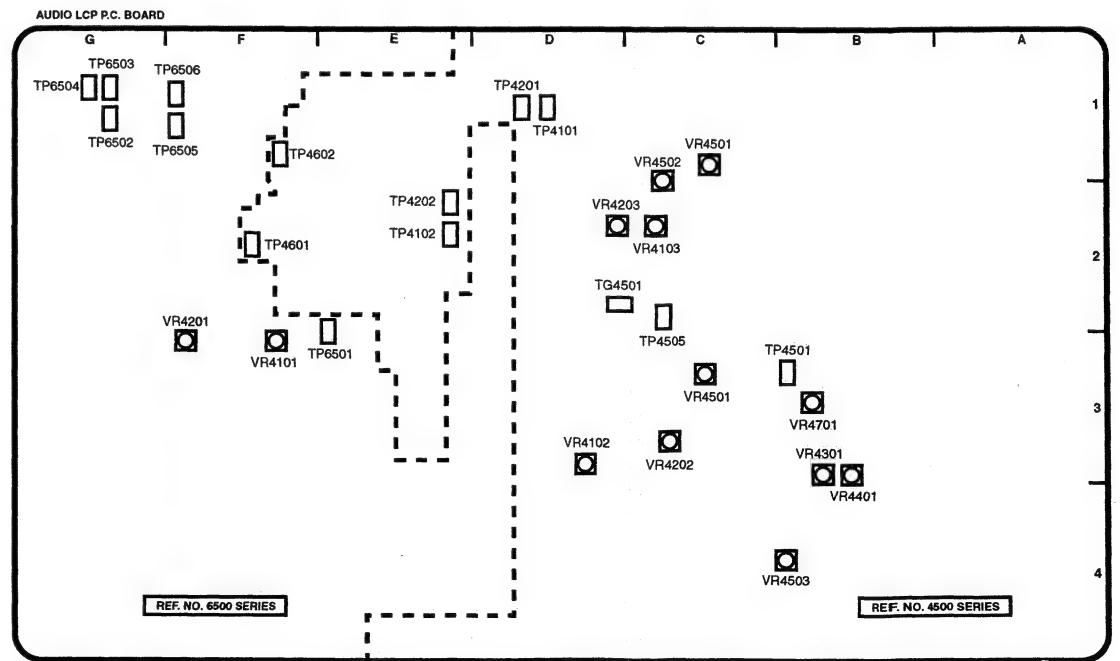 AUDIO LCP P.C. BOARD
G F E D C B A
TP6503
TP6506
TP6504
TP4201
1
TP4101
TP6502
TP6505
TP4602
VR4501
VR4502
TP4202
VR4203
TP4102
TP4601
VR4103
2
TG4501
VR4201
TP4505
VR4101
TP6501
TP4501
VR4501
3
VR4701
VR4102
VR4202
VR4301
VR4401
4
VR4503
REF. NO. 6500 SERIES
REF. NO. 4500 SERIES